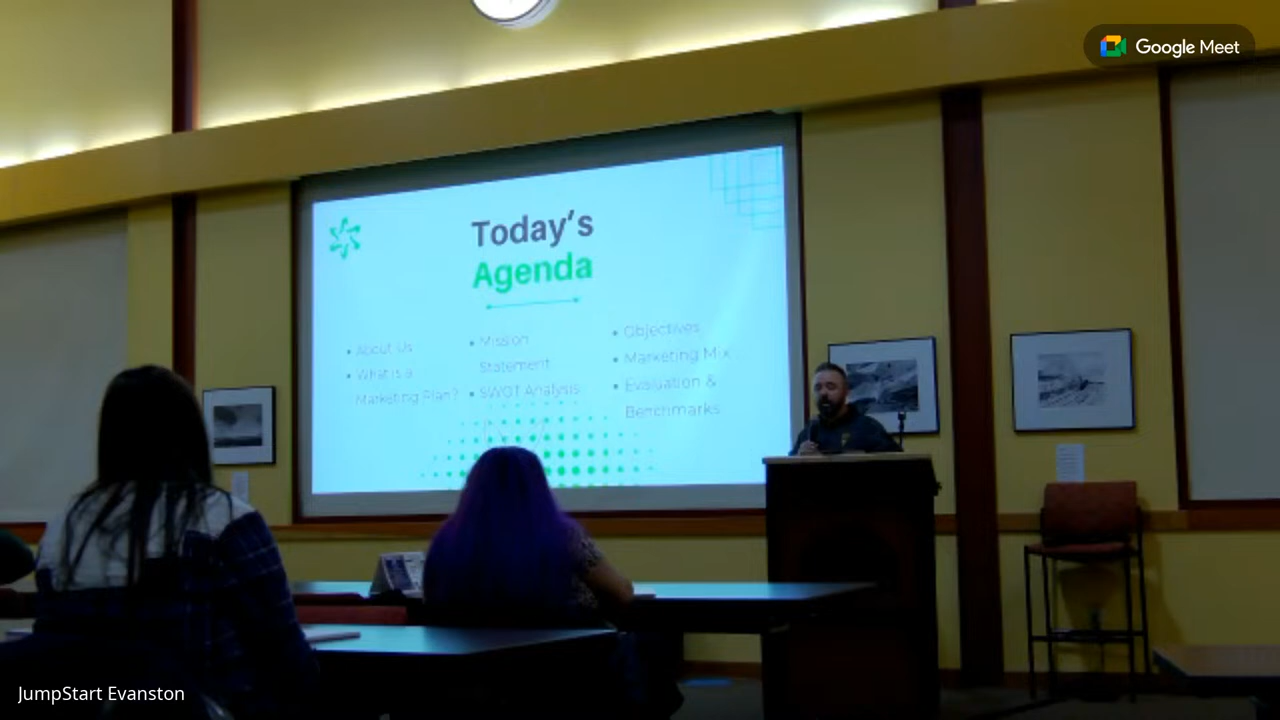 Google Meet
Today's
Agenda
• About Us
• What is a
Marketing Plan?
• Mission
Statement
• SWOT Analysis
• Objectives
• Marketing Mix
• Evaluation &
Benchmarks
JumpStart Evanston